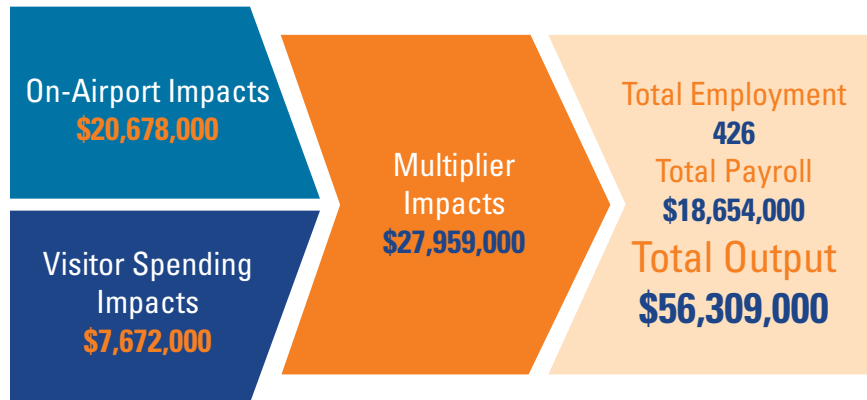 On-Airport Impacts
$20,678,000
Visitor Spending
Impacts
$7,672,000
Multiplier
Impacts
$27,959,000
Total Employment
426
Total Payroll
$18,654,000
Total Output
$56,309,000